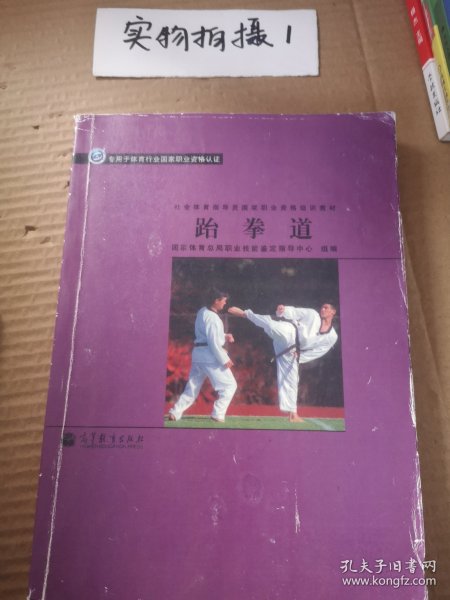 实物拍摄1
专用于体育行业国家职业资格认证
社会体育指导员国家职业资格培训教材
跆拳道
国家体育总局职业技能鉴定指导中心 组编
高等教育出版社
HIGHER EDUCATION PRESS
孔夫子旧书网
www.kongfz.com